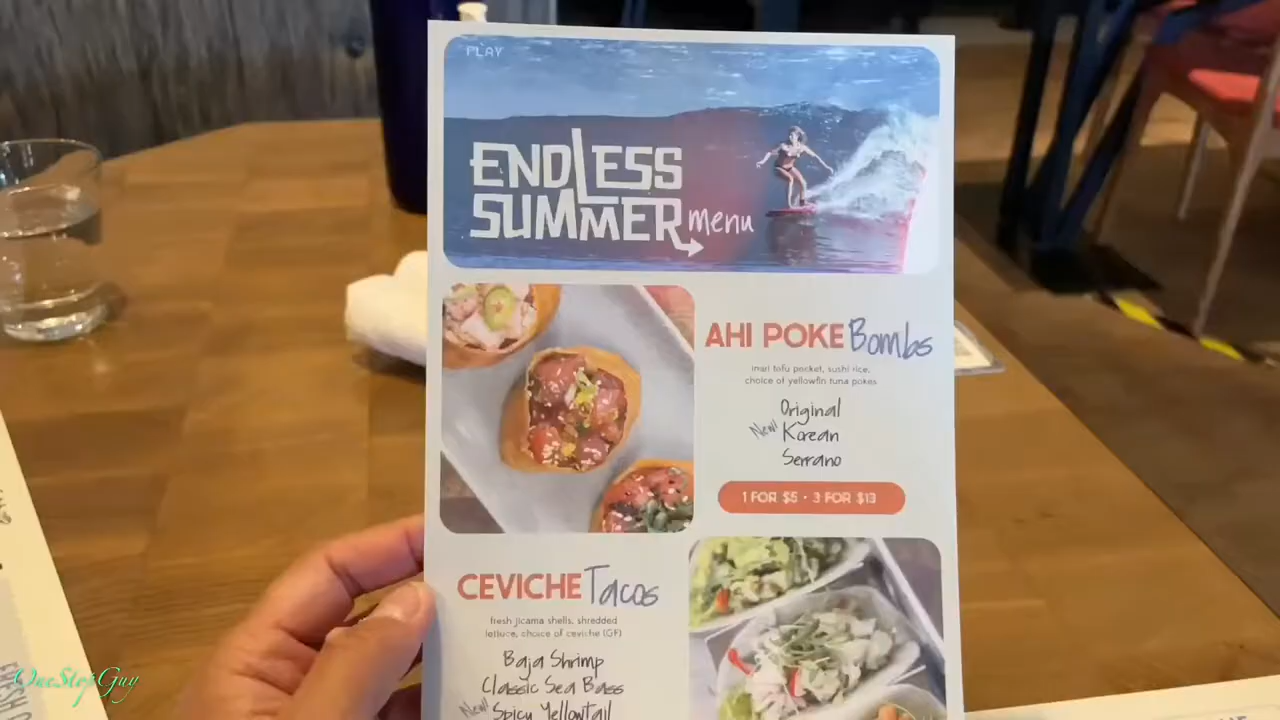 PLAY
ENDLESS
SUMMER menu
AHI POKE Bombs
inari tofu pocket, sushi rice,
choice of yellowfin tuna pokes
Original
New! Korean
Serrano
1 FOR $5 • 3 FOR $13
CEVICHE Tacos
fresh jicama shells, shredded
lettuce, choice of ceviche (GF)
Baja Shrimp
Classic Sea Bass
New! Spicy Yellowtail
OneStopGuy